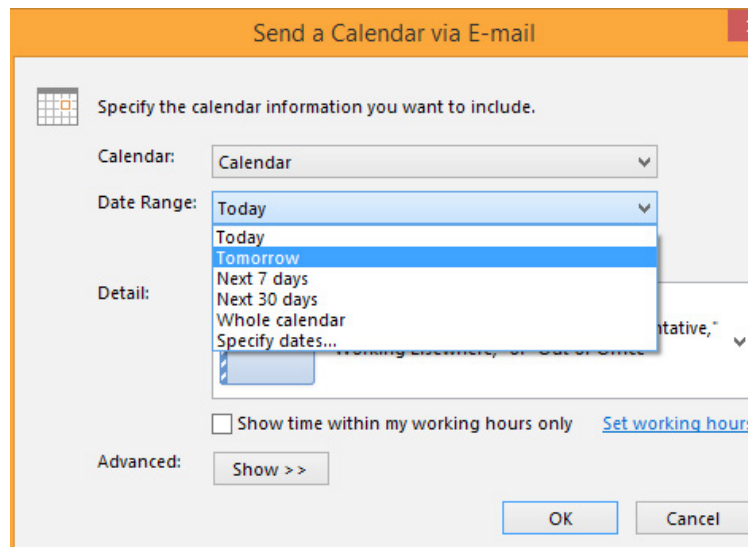 Send a Calendar via E-mail
Specify the calendar information you want to include.
Calendar: Calendar
Date Range: Today
Today
Tomorrow
Next 7 days
Next 30 days
Whole calendar
Specify dates...
Detail:
Show time within my working hours only Set working hours
Advanced: Show >>
OK Cancel